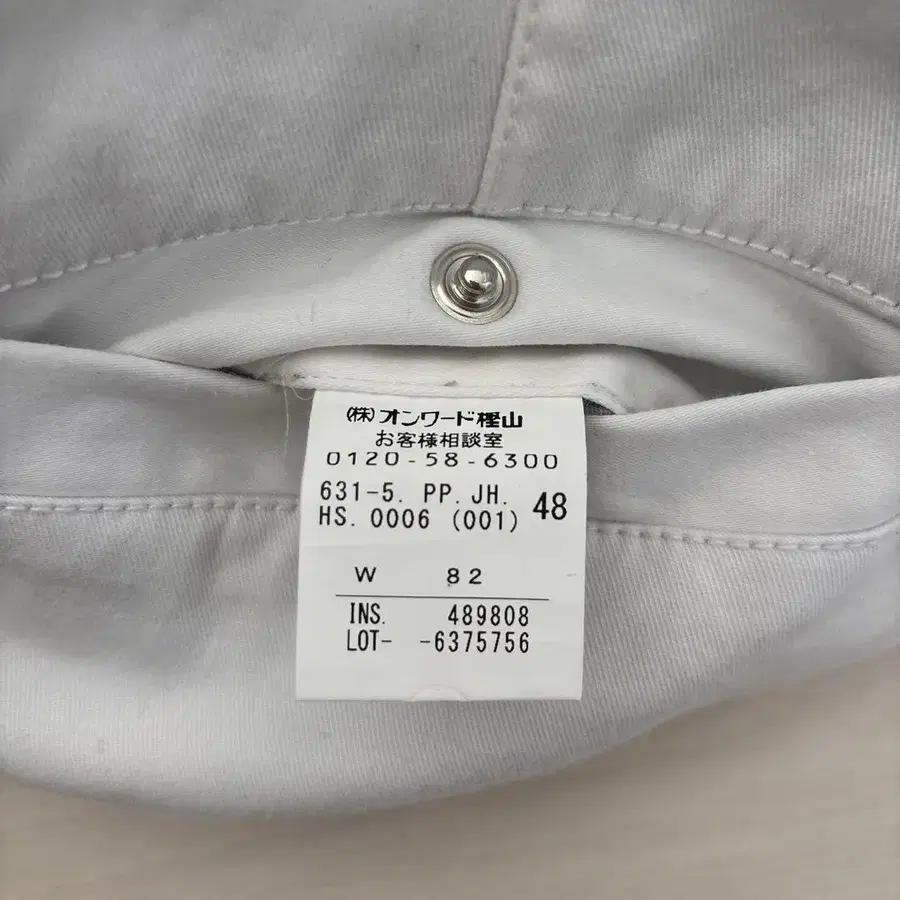 (株)オンワード樫山
お客様相談室
0120-58-6300
631-5. PP. JH. 48
HS. 0006 (001)
W 82
INS. 489808
LOT- -6375756